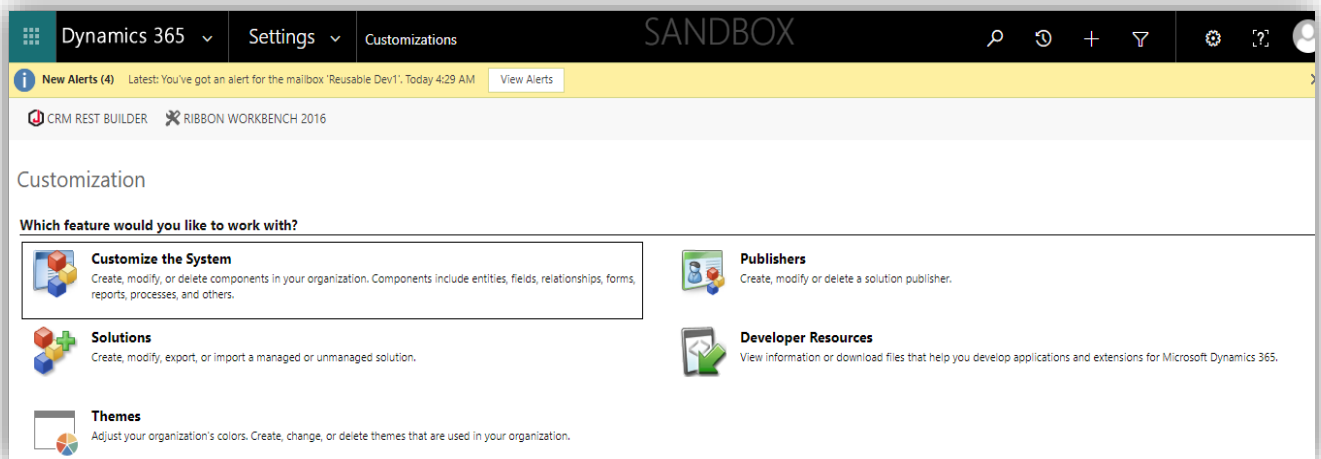 Dynamics 365 Settings Customizations SANDBOX
New Alerts (4) Latest: You've got an alert for the mailbox 'Reusable Dev1'. Today 4:29 AM View Alerts
CRM REST BUILDER RIBBON WORKBENCH 2016
Customization
Which feature would you like to work with?
Customize the System
Create, modify, or delete components in your organization. Components include entities, fields, relationships, forms,
reports, processes, and others.
Publishers
Create, modify or delete a solution publisher.
Solutions
Create, modify, export, or import a managed or unmanaged solution.
Developer Resources
View information or download files that help you develop applications and extensions for Microsoft Dynamics 365.
Themes
Adjust your organization's colors. Create, change, or delete themes that are used in your organization.